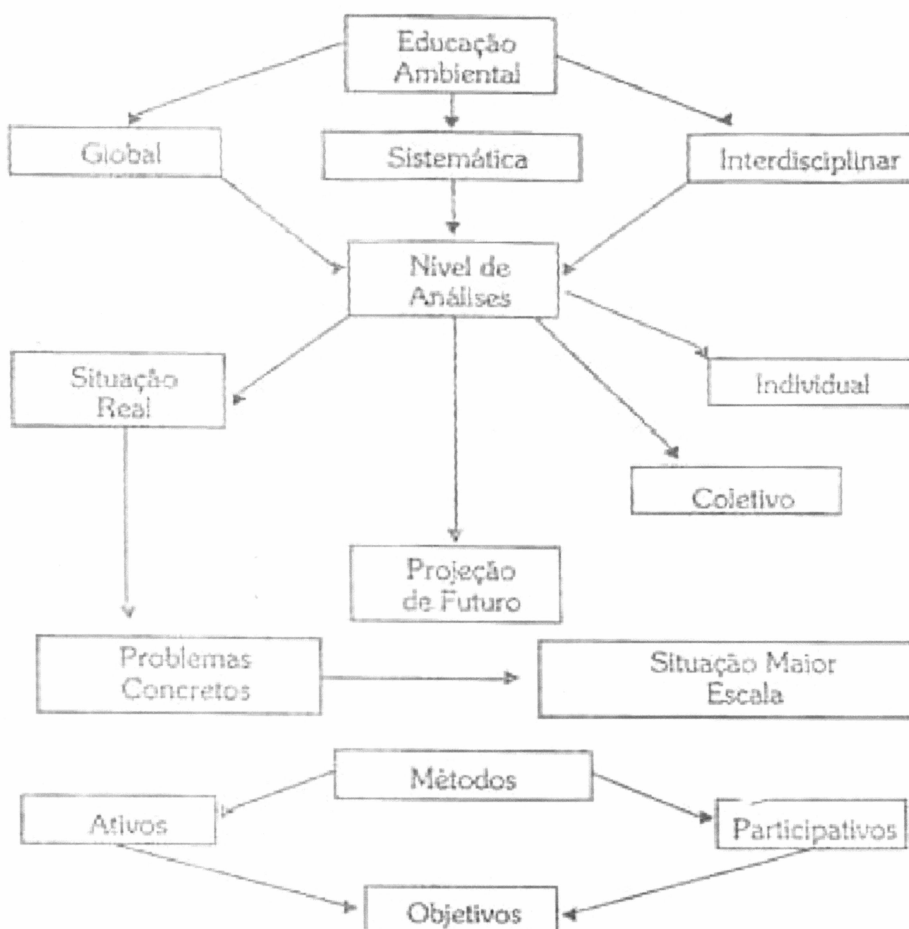 Educação
Ambiental
Global
Sistemática
Interdisciplinar
Nível de
Análises
Situação
Real
Individual
Coletivo
Projeção
de Futuro
Problemas
Concretos
Situação Maior
Escala
Métodos
Ativos
Participativos
Objetivos